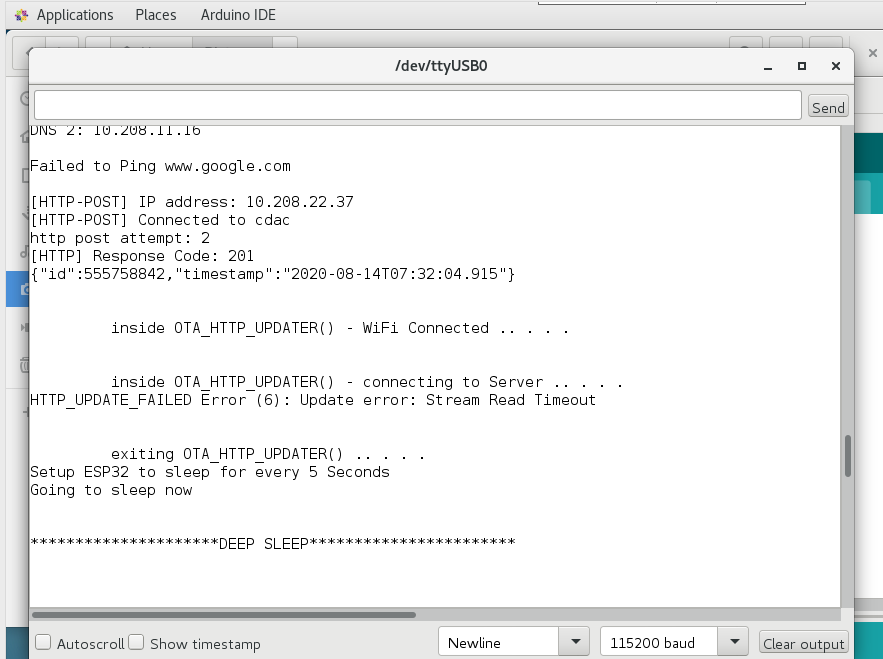 Applications Places Arduino IDE
/dev/ttyUSB0
Send
DNS 2: 10.208.11.16
Failed to Ping www.google.com
[HTTP-POST] IP address: 10.208.22.37
[HTTP-POST] Connected to cdac
http post attempt: 2
[HTTP] Response Code: 201
{"id":555758842,"timestamp":"2020-08-14T07:32:04.915"}
inside OTA_HTTP_UPDATER() - WiFi Connected .. . . .
inside OTA_HTTP_UPDATER() - connecting to Server .. . . .
HTTP_UPDATE_FAILED Error (6): Update error: Stream Read Timeout
exiting OTA_HTTP_UPDATER() .. . . .
Setup ESP32 to sleep for every 5 Seconds
Going to sleep now
*********************DEEP SLEEP***********************
Autoscroll Show timestamp Newline 115200 baud Clear output